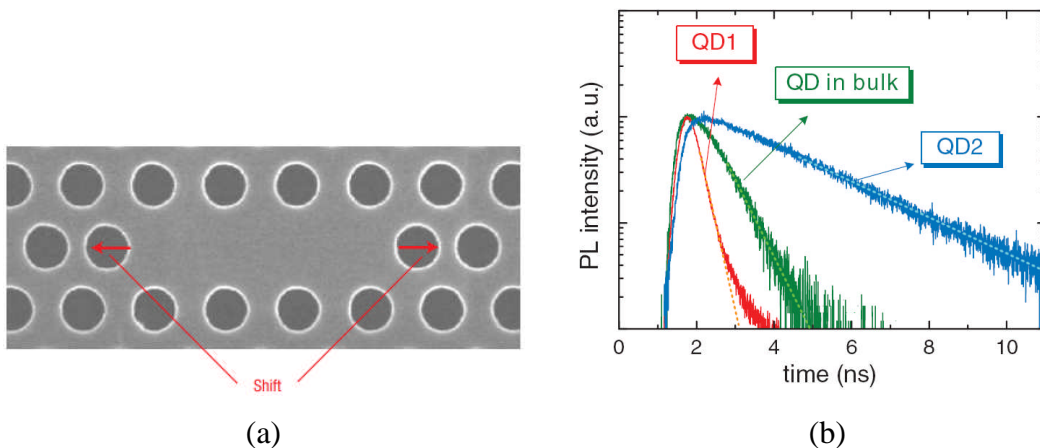 Shift
(a)
PL intensity (a.u.)
QD1
QD in bulk
QD2
0 2 4 6 8 10
time (ns)
(b)